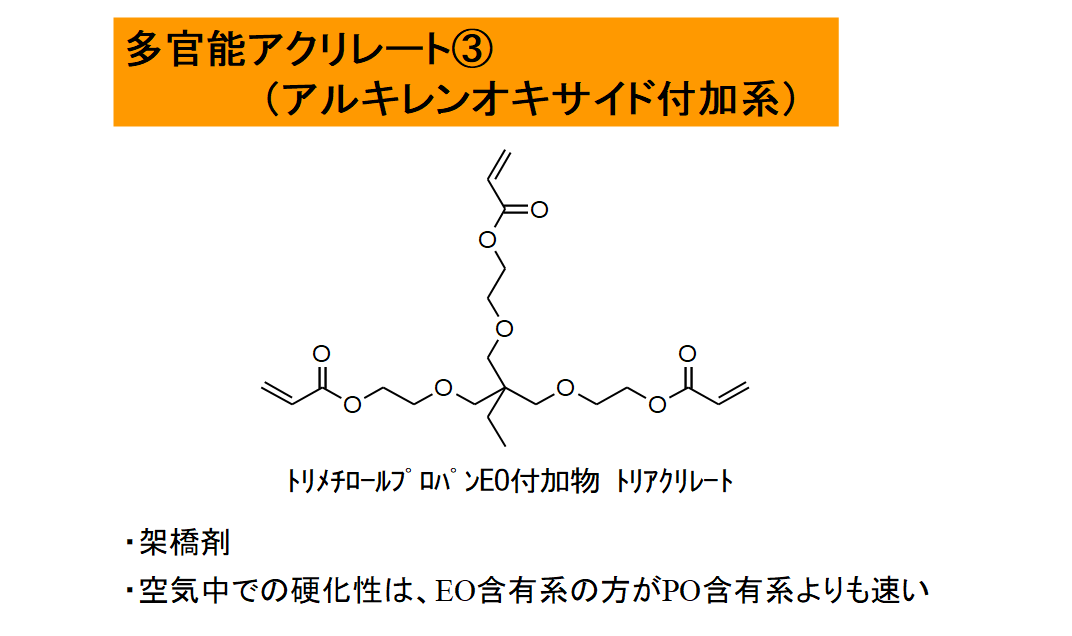 多官能アクリレート③
（アルキレンオキサイド付加系）
O
O
O
O
O
O
O
O
O
ﾄﾘﾒﾁﾛｰﾙﾌﾟﾛﾊﾟﾝEO付加物 ﾄﾘｱｸﾘﾚｰﾄ
・架橋剤
・空気中での硬化性は、EO含有系の方がPO含有系よりも速い